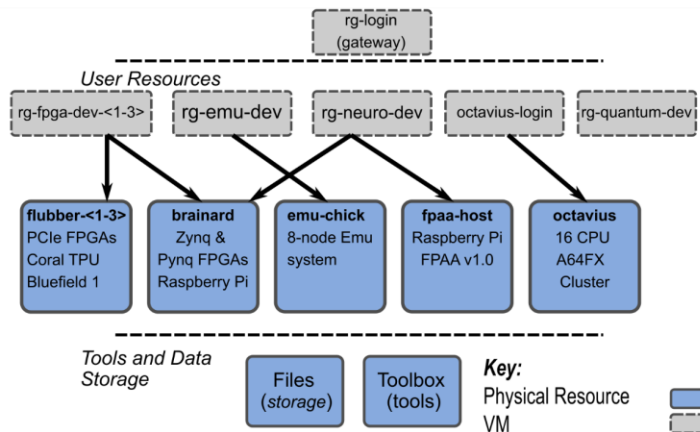 rg-login
(gateway)
User Resources
rg-fpga-dev-<1-3>
rg-emu-dev
rg-neuro-dev
octavius-login
rg-quantum-dev
flubber-<1-3>
PCIe FPGAs
Coral TPU
Bluefield 1
brainard
Zynq &
Pynq FPGAs
Raspberry Pi
emu-chick
8-node Emu
system
fpaa-host
Raspberry Pi
FPAA v1.0
octavius
16 CPU
A64FX
Cluster
Tools and Data
Storage
Files
(storage)
Toolbox
(tools)
Key:
Physical Resource
VM